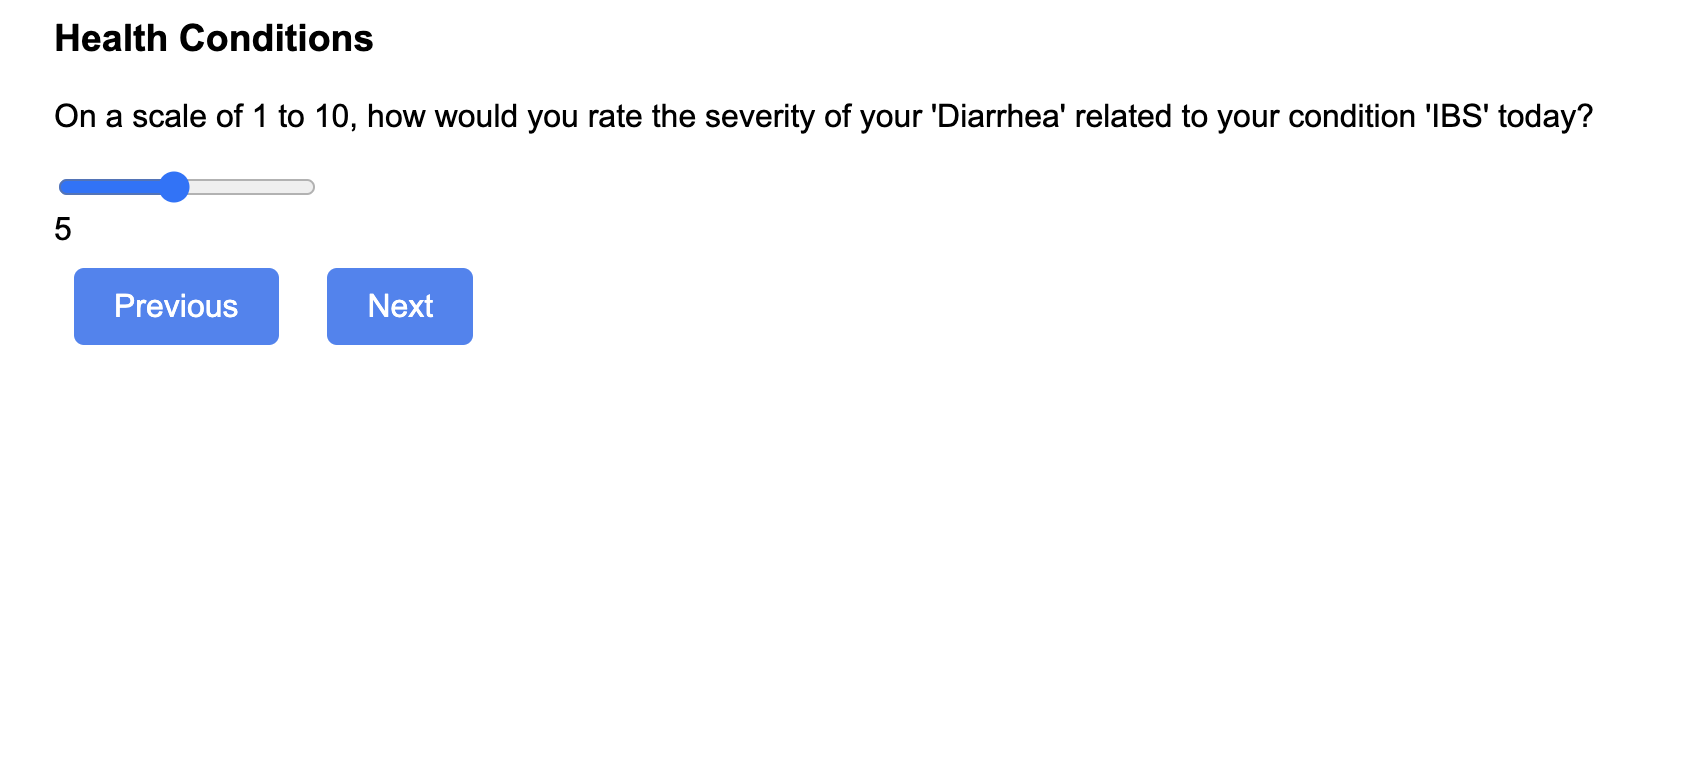 Health Conditions
On a scale of 1 to 10, how would you rate the severity of your 'Diarrhea' related to your condition 'IBS' today?
5
Previous Next